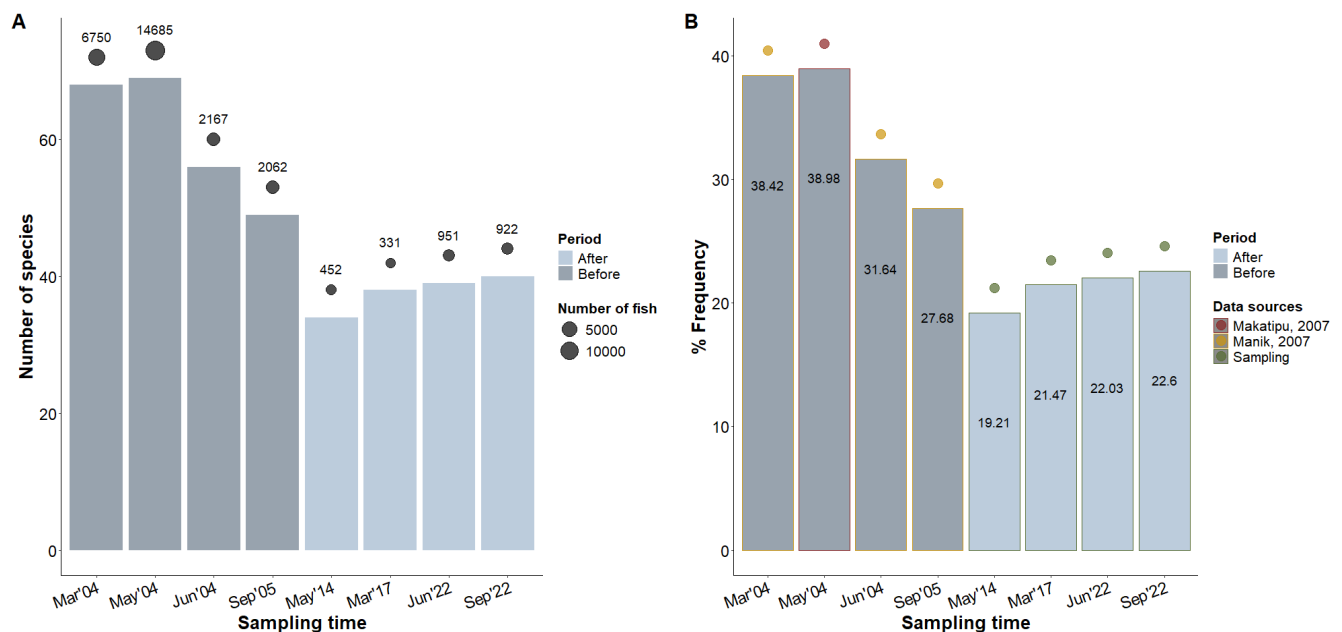 A
Number of species
60
40
20
0
6750
14685
2167
2062
452
331
951
922
Mar'04
May'04
Jun'04
Sep'05
May'14
Mar'17
Jun'22
Sep'22
Sampling time
Period
After
Before
Number of fish
5000
10000
B
% Frequency
40
30
20
10
0
38.42
38.98
31.64
27.68
19.21
21.47
22.03
22.6
Mar'04
May'04
Jun'04
Sep'05
May'14
Mar'17
Jun'22
Sep'22
Sampling time
Period
After
Before
Data sources
Makatipu, 2007
Manik, 2007
Sampling